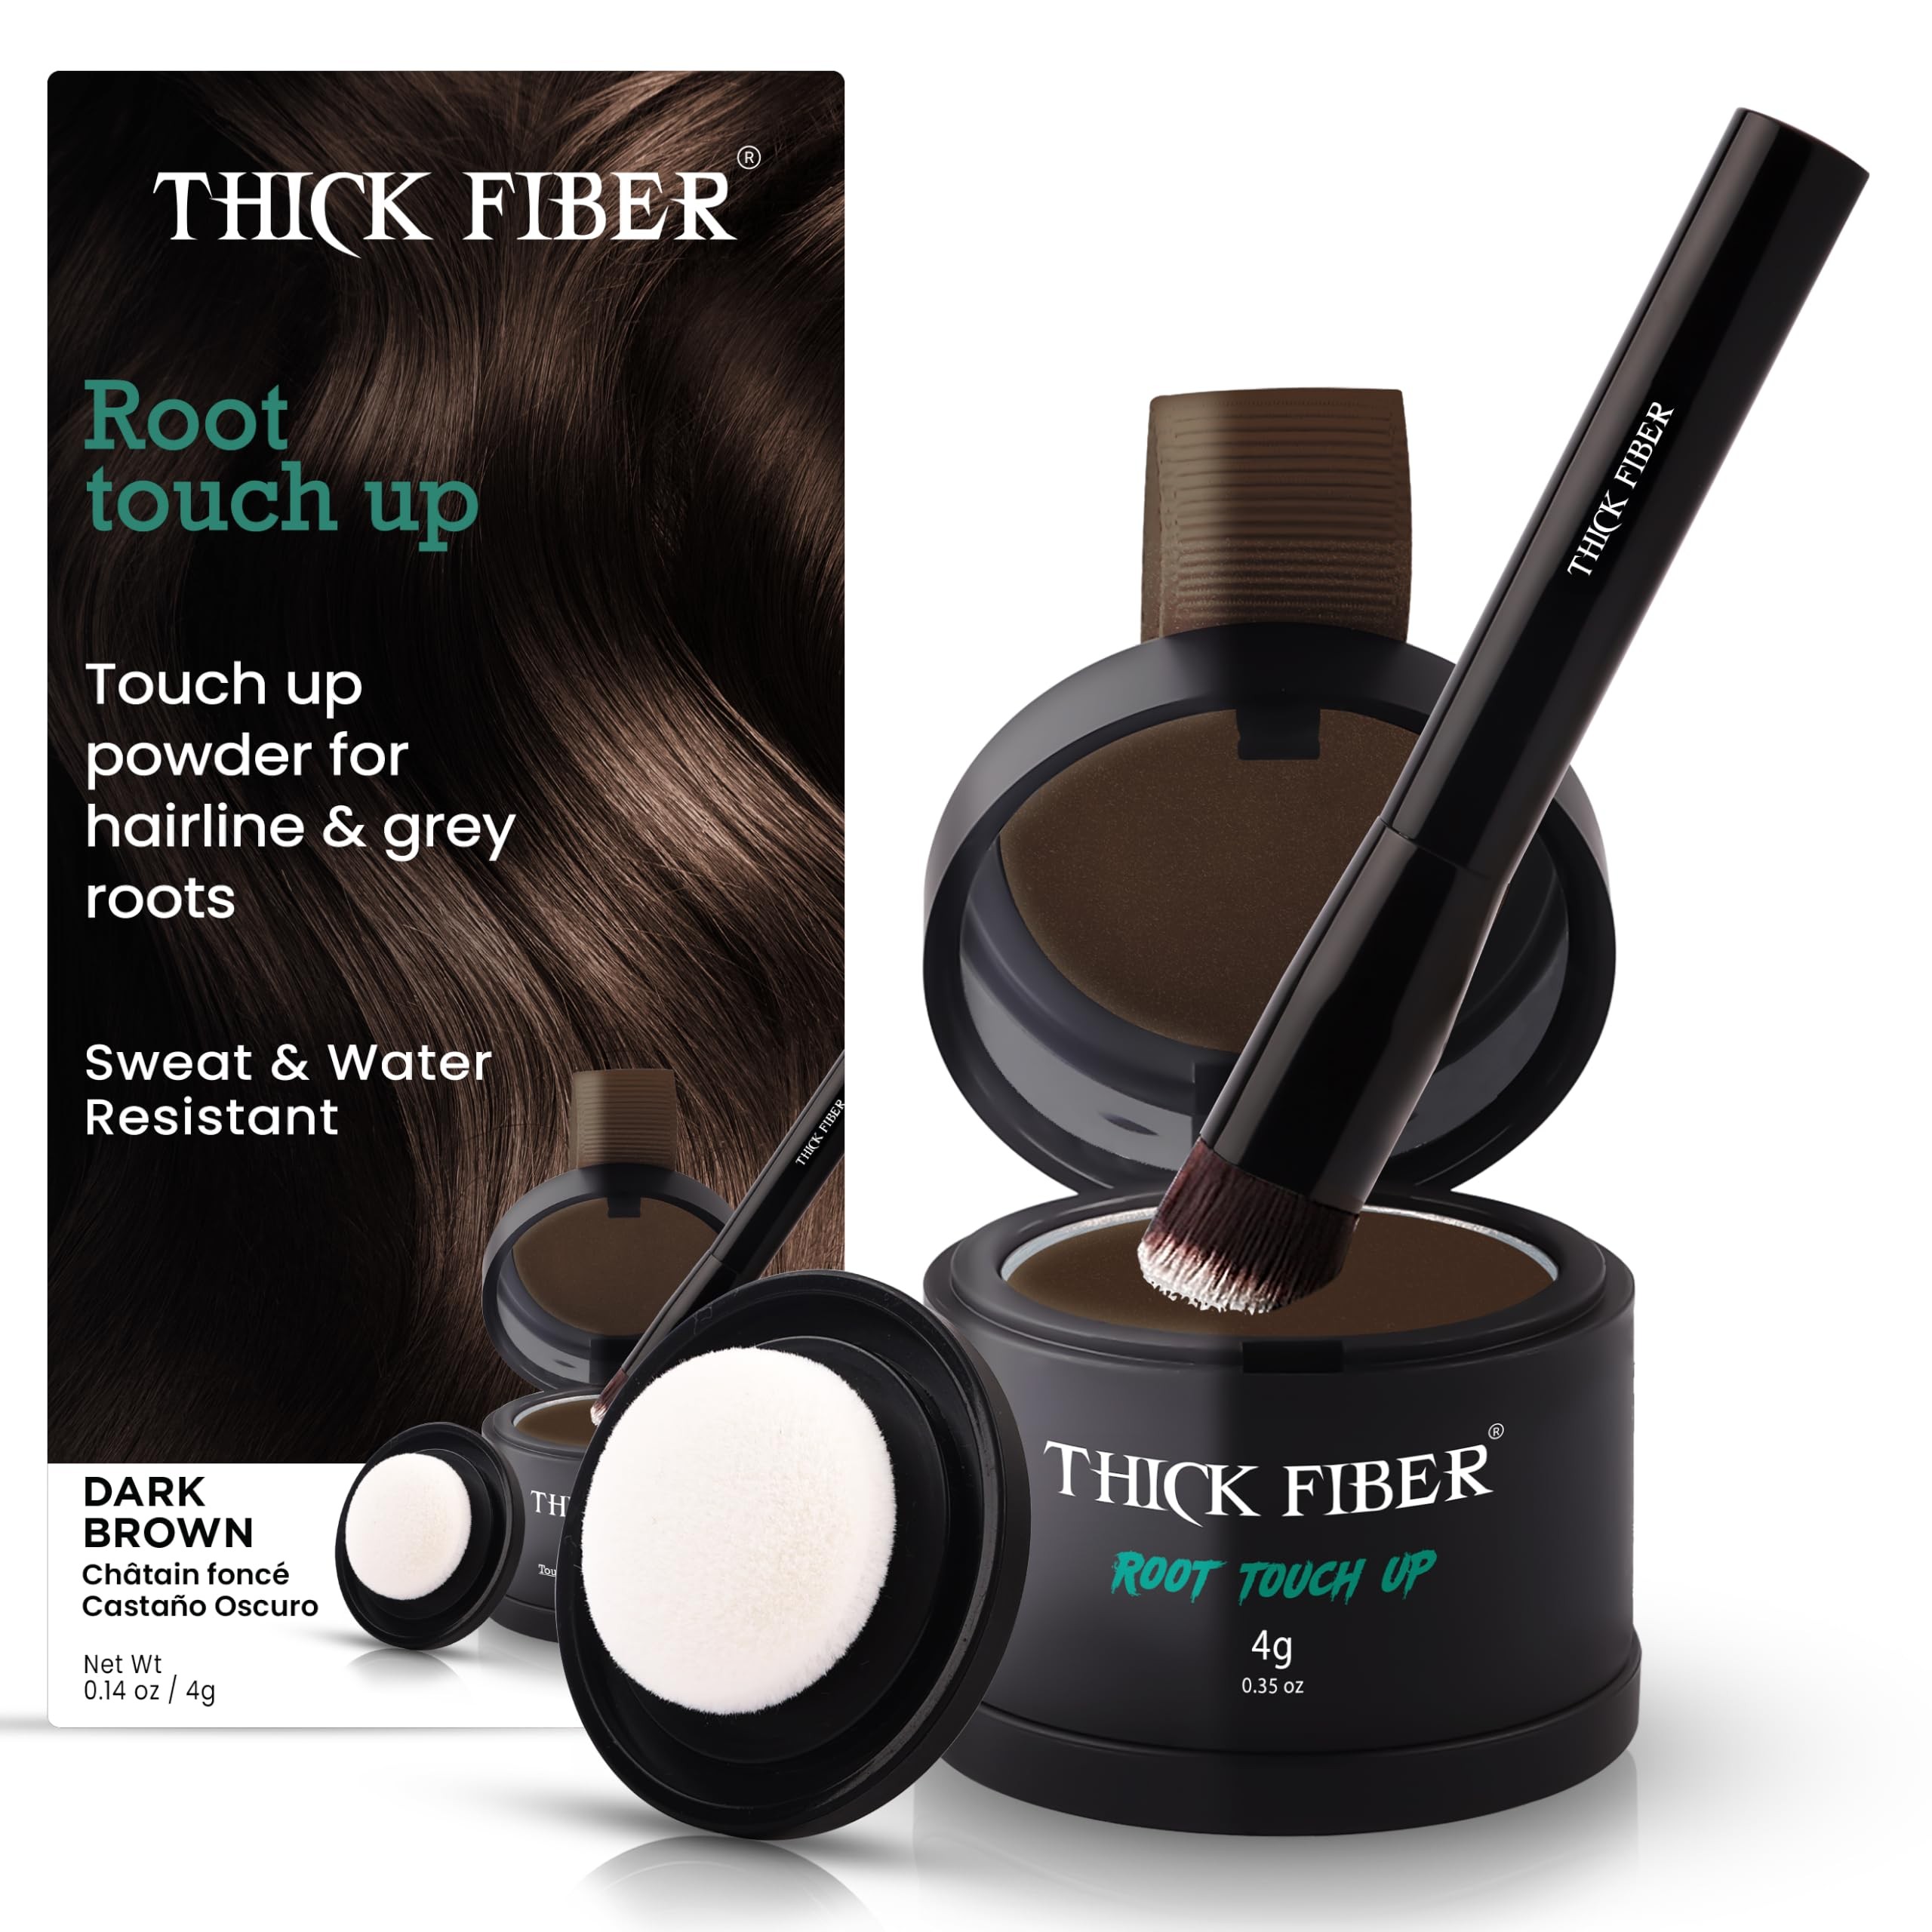 THICK FIBER®
Root
touch up
Touch up
powder for
hairline & grey
roots
Sweat & Water
Resistant
THICK FIBER
DARK
BROWN
Châtain foncé
Castaño Oscuro
Net Wt
0.14 oz / 4g
THICK FIBER
THICK FIBER®
ROOT TOUCH UP
4g
0.35 oz